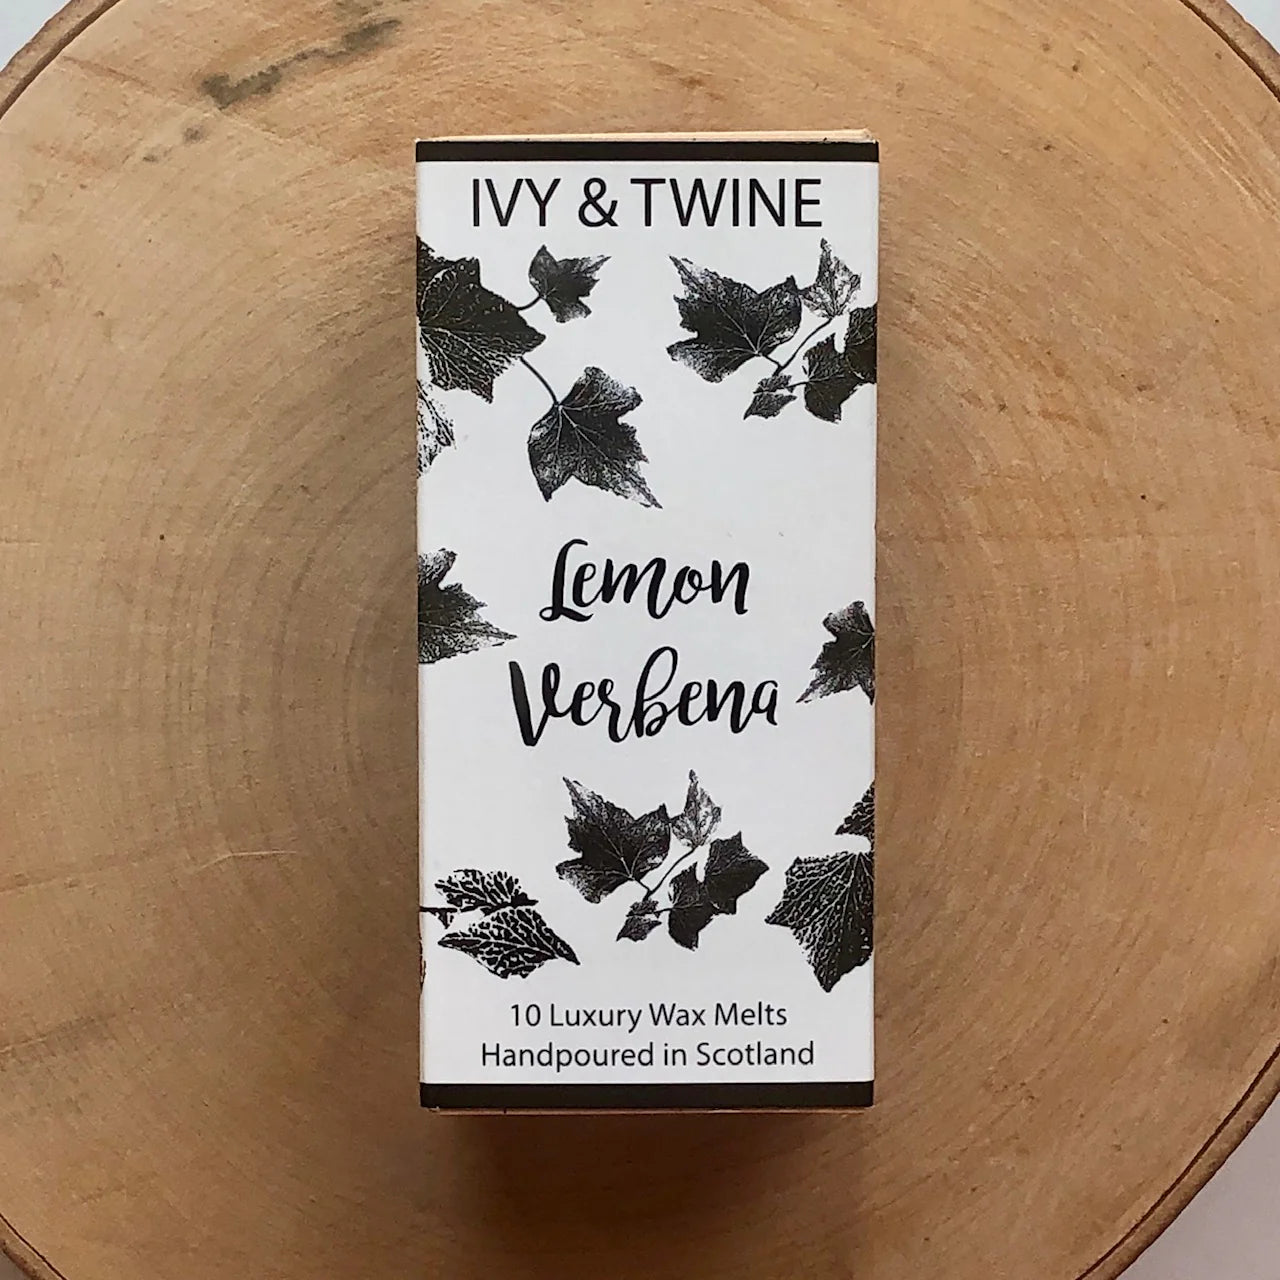 IVY & TWINE
Lemon
Verbena
10 Luxury Wax Melts
Handpoured in Scotland